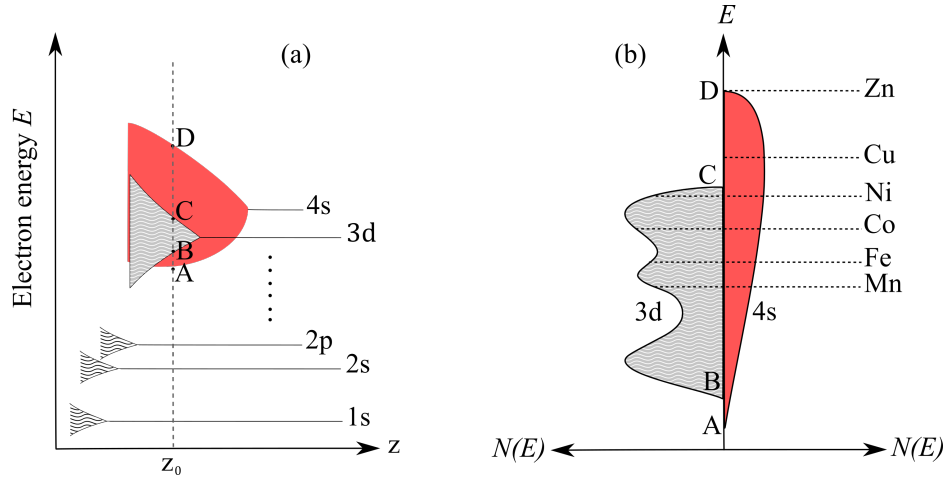 (a)
Electron energy E
D
C
B
A
4s
3d
2p
2s
1s
z₀
z
(b)
E
D
Zn
Cu
C
Ni
Co
Fe
Mn
3d
4s
B
A
N(E)
N(E)